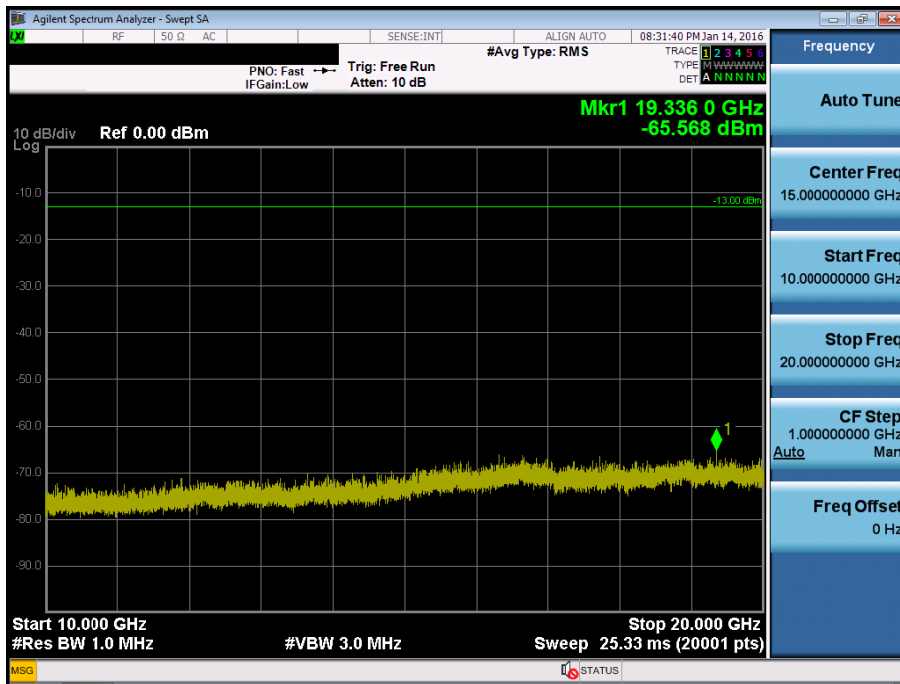 Agilent Spectrum Analyzer - Swept SA
LXI RF 50 Ω AC SENSE:INT ALIGN AUTO 08:31:40 PM Jan 14, 2016
Frequency
#Avg Type: RMS
TRACE 1 2 3 4 5 6
TYPE M WWWWW
DET A N N N N N
PNO: Fast
IFGain:Low
Trig: Free Run
Atten: 10 dB
Auto Tune
Mkr1 19.336 0 GHz
-65.568 dBm
10 dB/div Ref 0.00 dBm
Log
Center Freq
15.000000000 GHz
-10.0
-13.00 dBm
-20.0
Start Freq
10.000000000 GHz
-30.0
-40.0
Stop Freq
20.000000000 GHz
-50.0
-60.0
1
CF Step
1.000000000 GHz
Auto Man
-70.0
-80.0
Freq Offset
0 Hz
-90.0
Start 10.000 GHz Stop 20.000 GHz
#Res BW 1.0 MHz #VBW 3.0 MHz Sweep 25.33 ms (20001 pts)
MSG STATUS